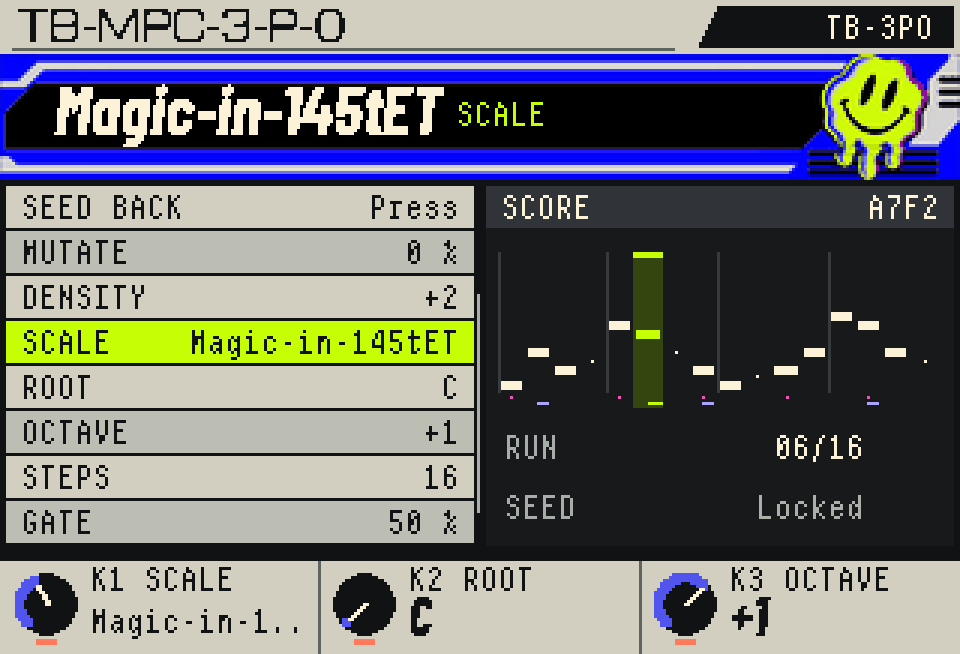 TB-MPC-3-P-O
TB-3PO
Magic-in-145tET SCALE
SEED BACK Press
MUTATE 0 %
DENSITY +2
SCALE Magic-in-145tET
ROOT C
OCTAVE +1
STEPS 16
GATE 50 %
SCORE A7F2
RUN 06/16
SEED Locked
K1 SCALE
Magic-in-1..
K2 ROOT
C
K3 OCTAVE
+1